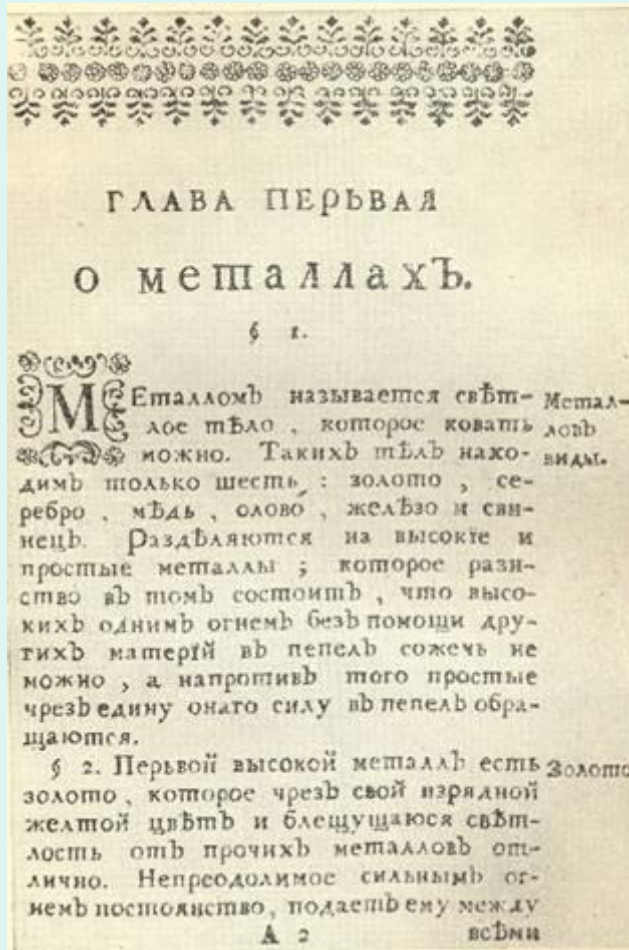 ГЛАВА ПЕРЬВАЯ
О МЕТАЛЛАХЪ.
§ 1.
МЕталломъ называется свѣт-
лое тѣло , которое ковать
можно. Такихъ тѣлъ нахо-
димъ только шесть : золото , се-
ребро , мѣдь , олово , желѣзо и сви-
нецъ. Раздѣляются на высокіе и
простые металлы ; которое разн-
ство въ томъ состоитъ , что высо-
кихъ однимъ огнемъ безъ помощи дру-
гихъ матерїй въ пепелъ сожечь не
можно , а напротивъ того простые
чрезъ едину онаго силу въ пепелъ обра-
щаются.
Метал-
ловъ
виды.
§ 2. Перьвой высокой металлъ есть
золото , которое чрезъ свой изрядной
желтой цвѣтъ и блещущаюся свѣт-
лость отъ прочихъ металловъ от-
лично. Непреодолимое сильнымъ ог-
немъ постоянство , подаетъ ему между
Золото
А 2
всѣми